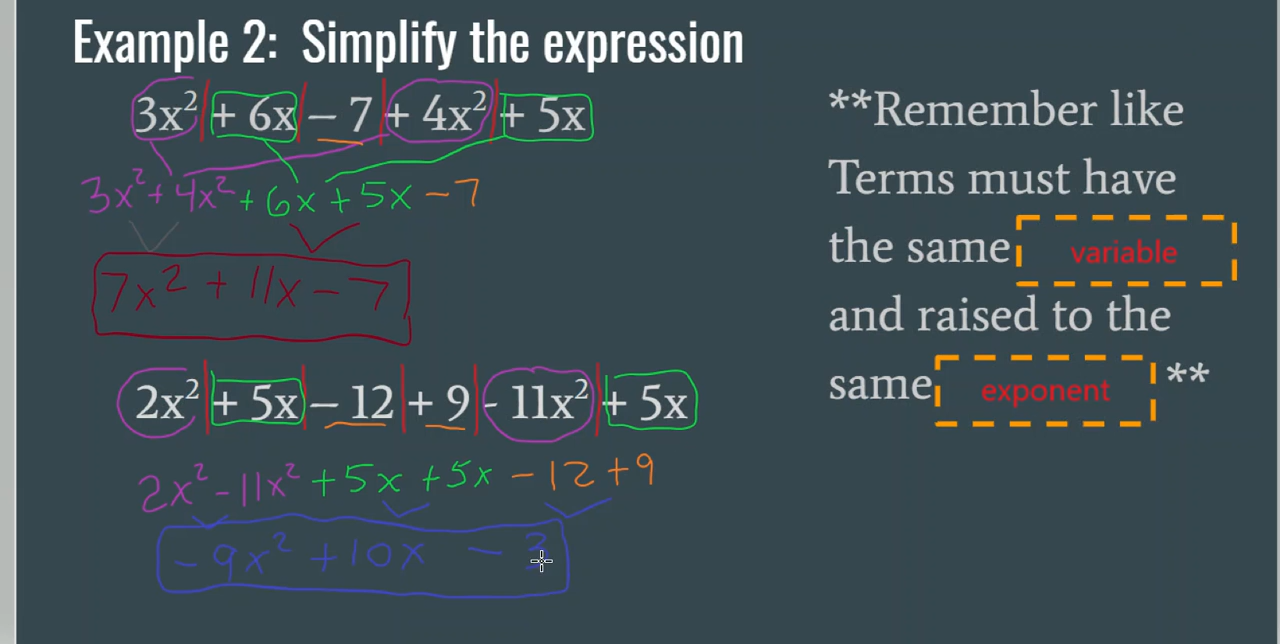 Example 2: Simplify the expression
3x² + 6x − 7 + 4x² + 5x
3x² + 4x² + 6x + 5x − 7
7x² + 11x − 7
2x² + 5x − 12 + 9 - 11x² + 5x
2x² - 11x² + 5x + 5x − 12 + 9
- 9x² + 10x − 3
**Remember like
Terms must have
the same variable
and raised to the
same exponent **